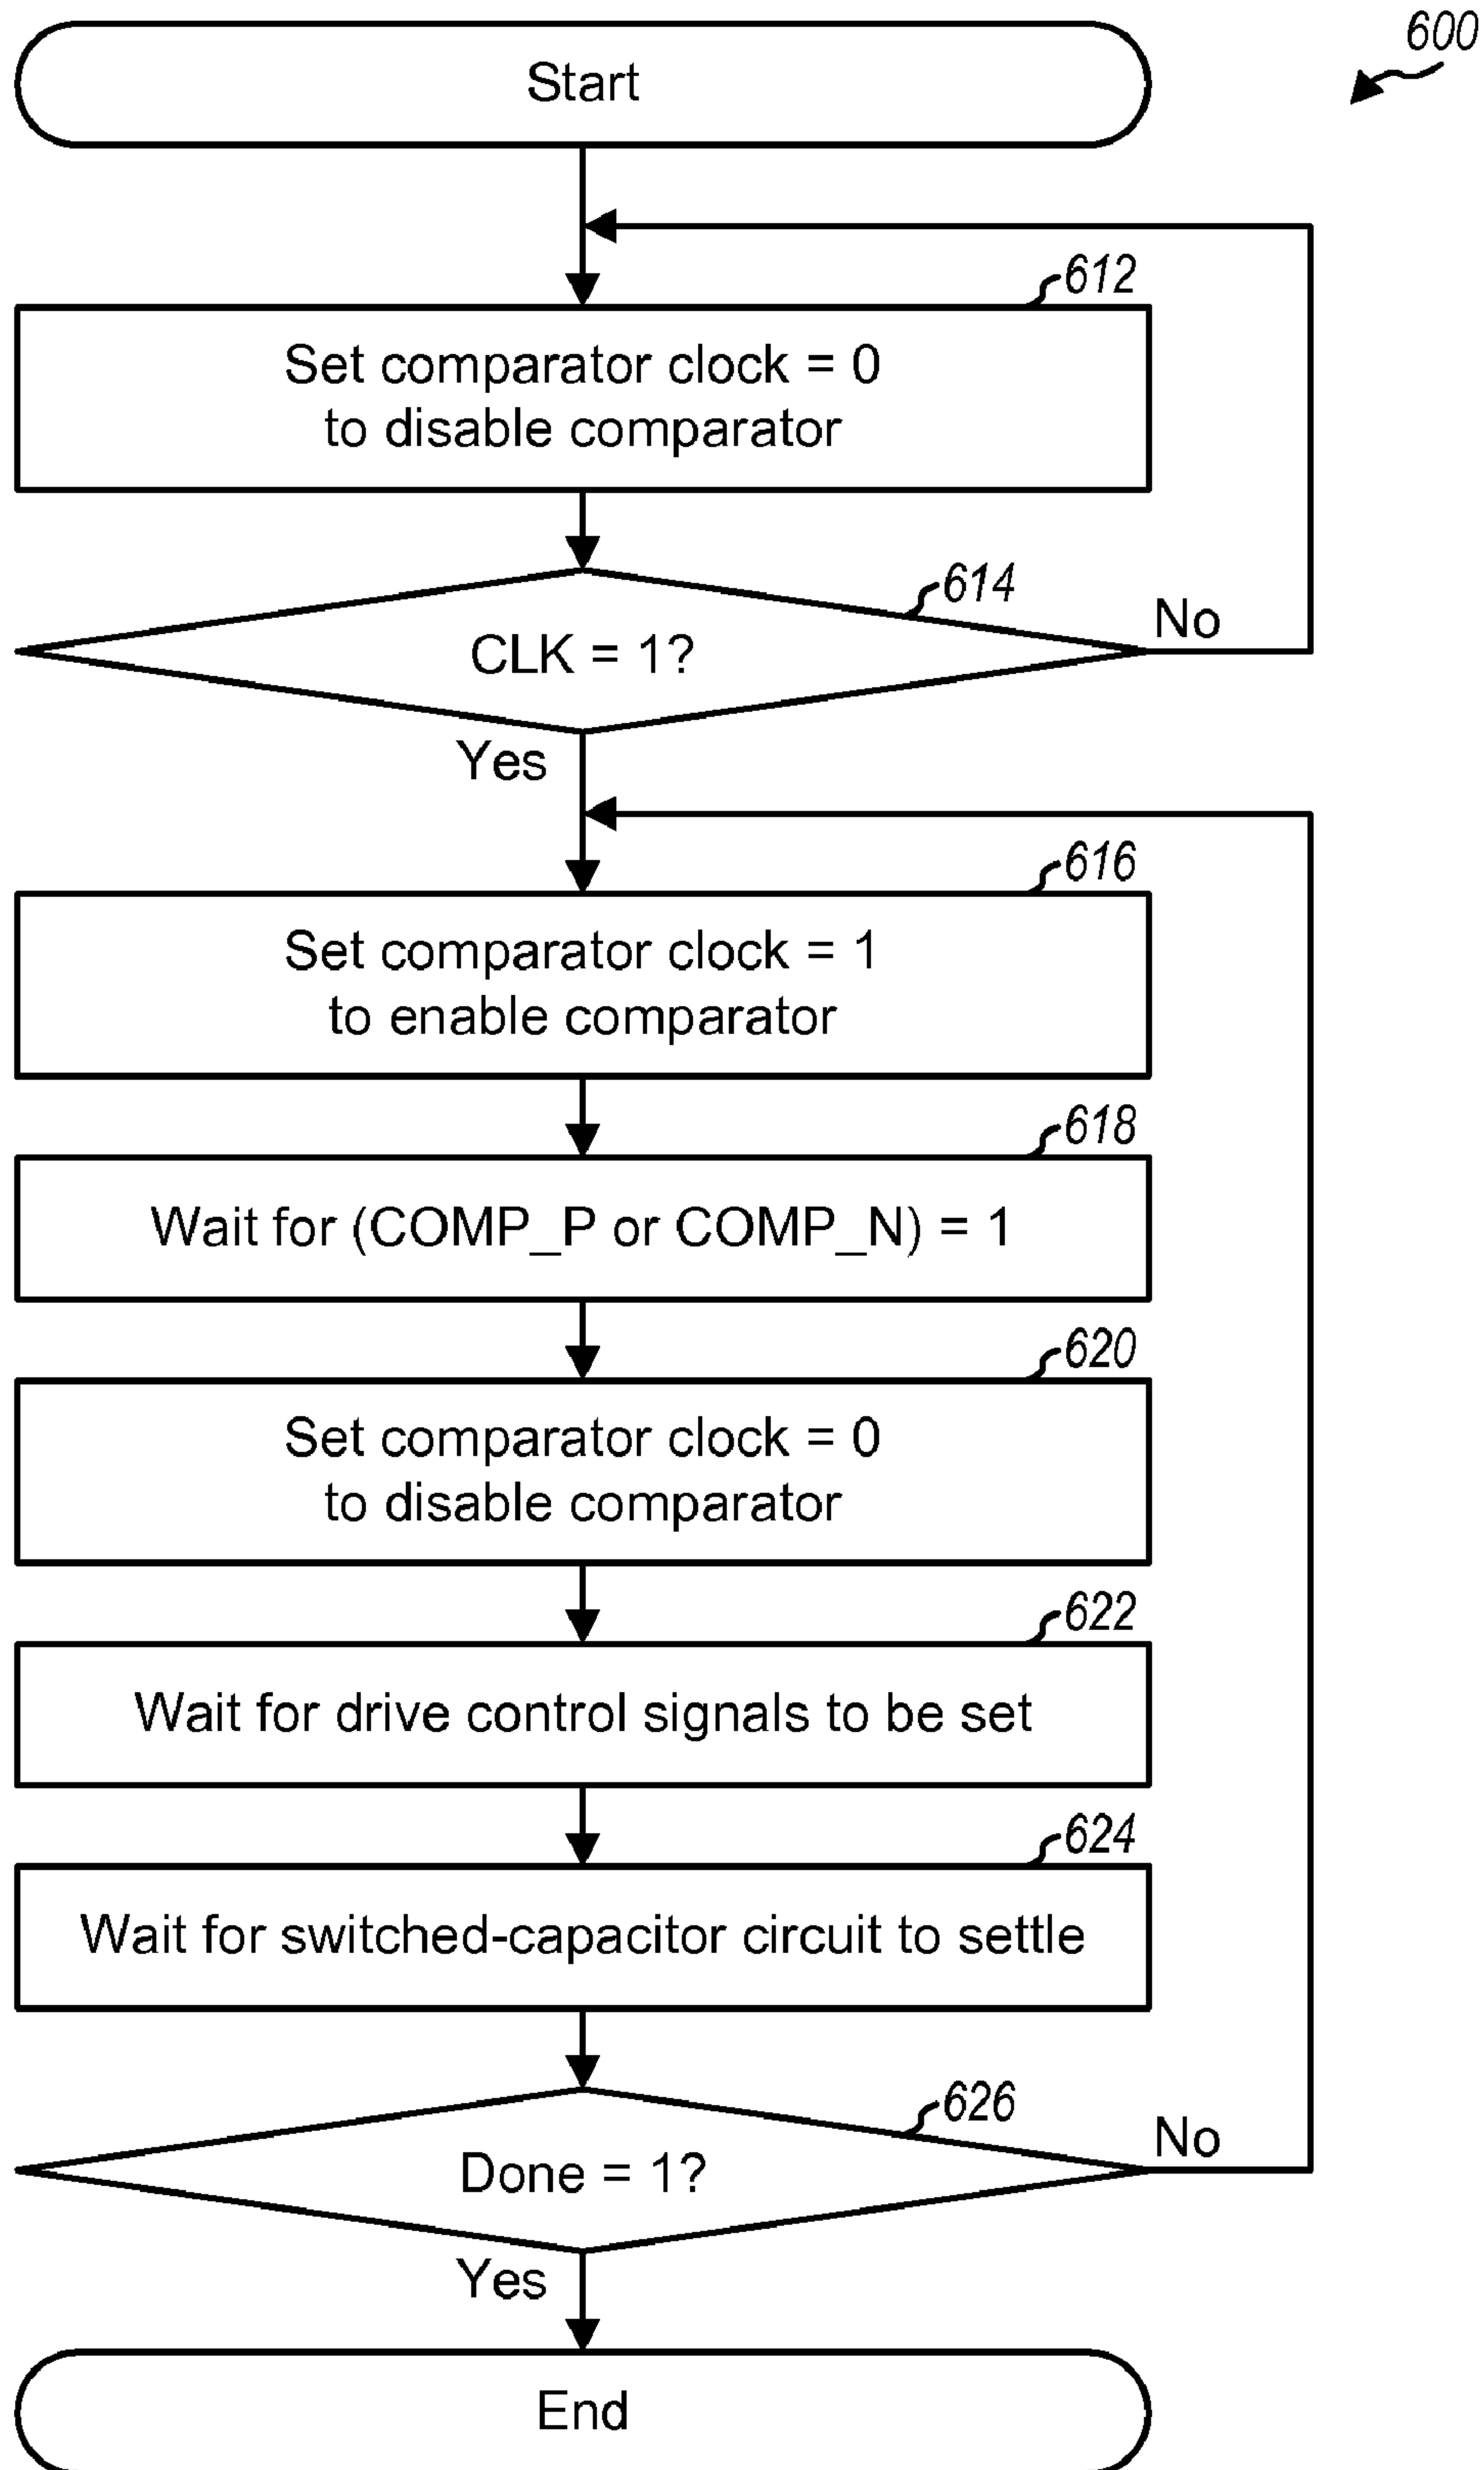 600
Start
612
Set comparator clock = 0
to disable comparator
614
CLK = 1?
No
Yes
616
Set comparator clock = 1
to enable comparator
618
Wait for (COMP_P or COMP_N) = 1
620
Set comparator clock = 0
to disable comparator
622
Wait for drive control signals to be set
624
Wait for switched-capacitor circuit to settle
626
Done = 1?
No
Yes
End